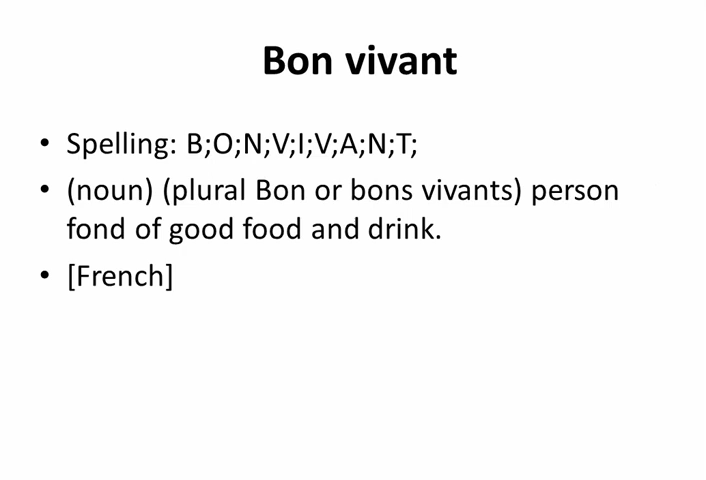 Bon vivant
• Spelling: B;O;N;V;I;V;A;N;T;
• (noun) (plural Bon or bons vivants) person
fond of good food and drink.
• [French]